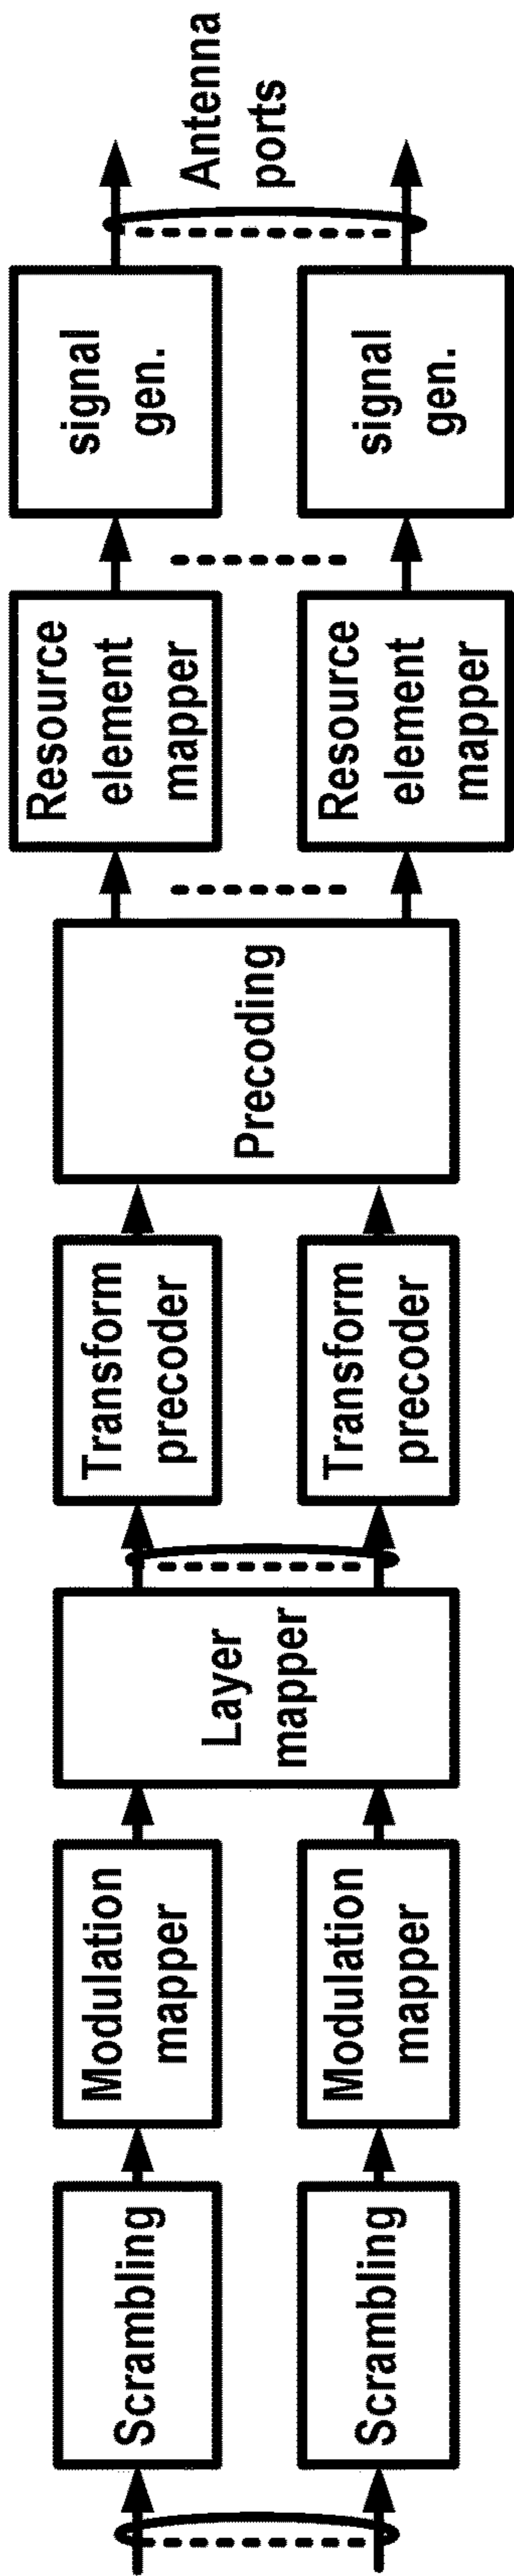 Scrambling
Scrambling
Modulation
mapper
Modulation
mapper
Layer
mapper
Transform
precoder
Transform
precoder
Precoding
Resource
element
mapper
Resource
element
mapper
signal
gen.
signal
gen.
Antenna
ports